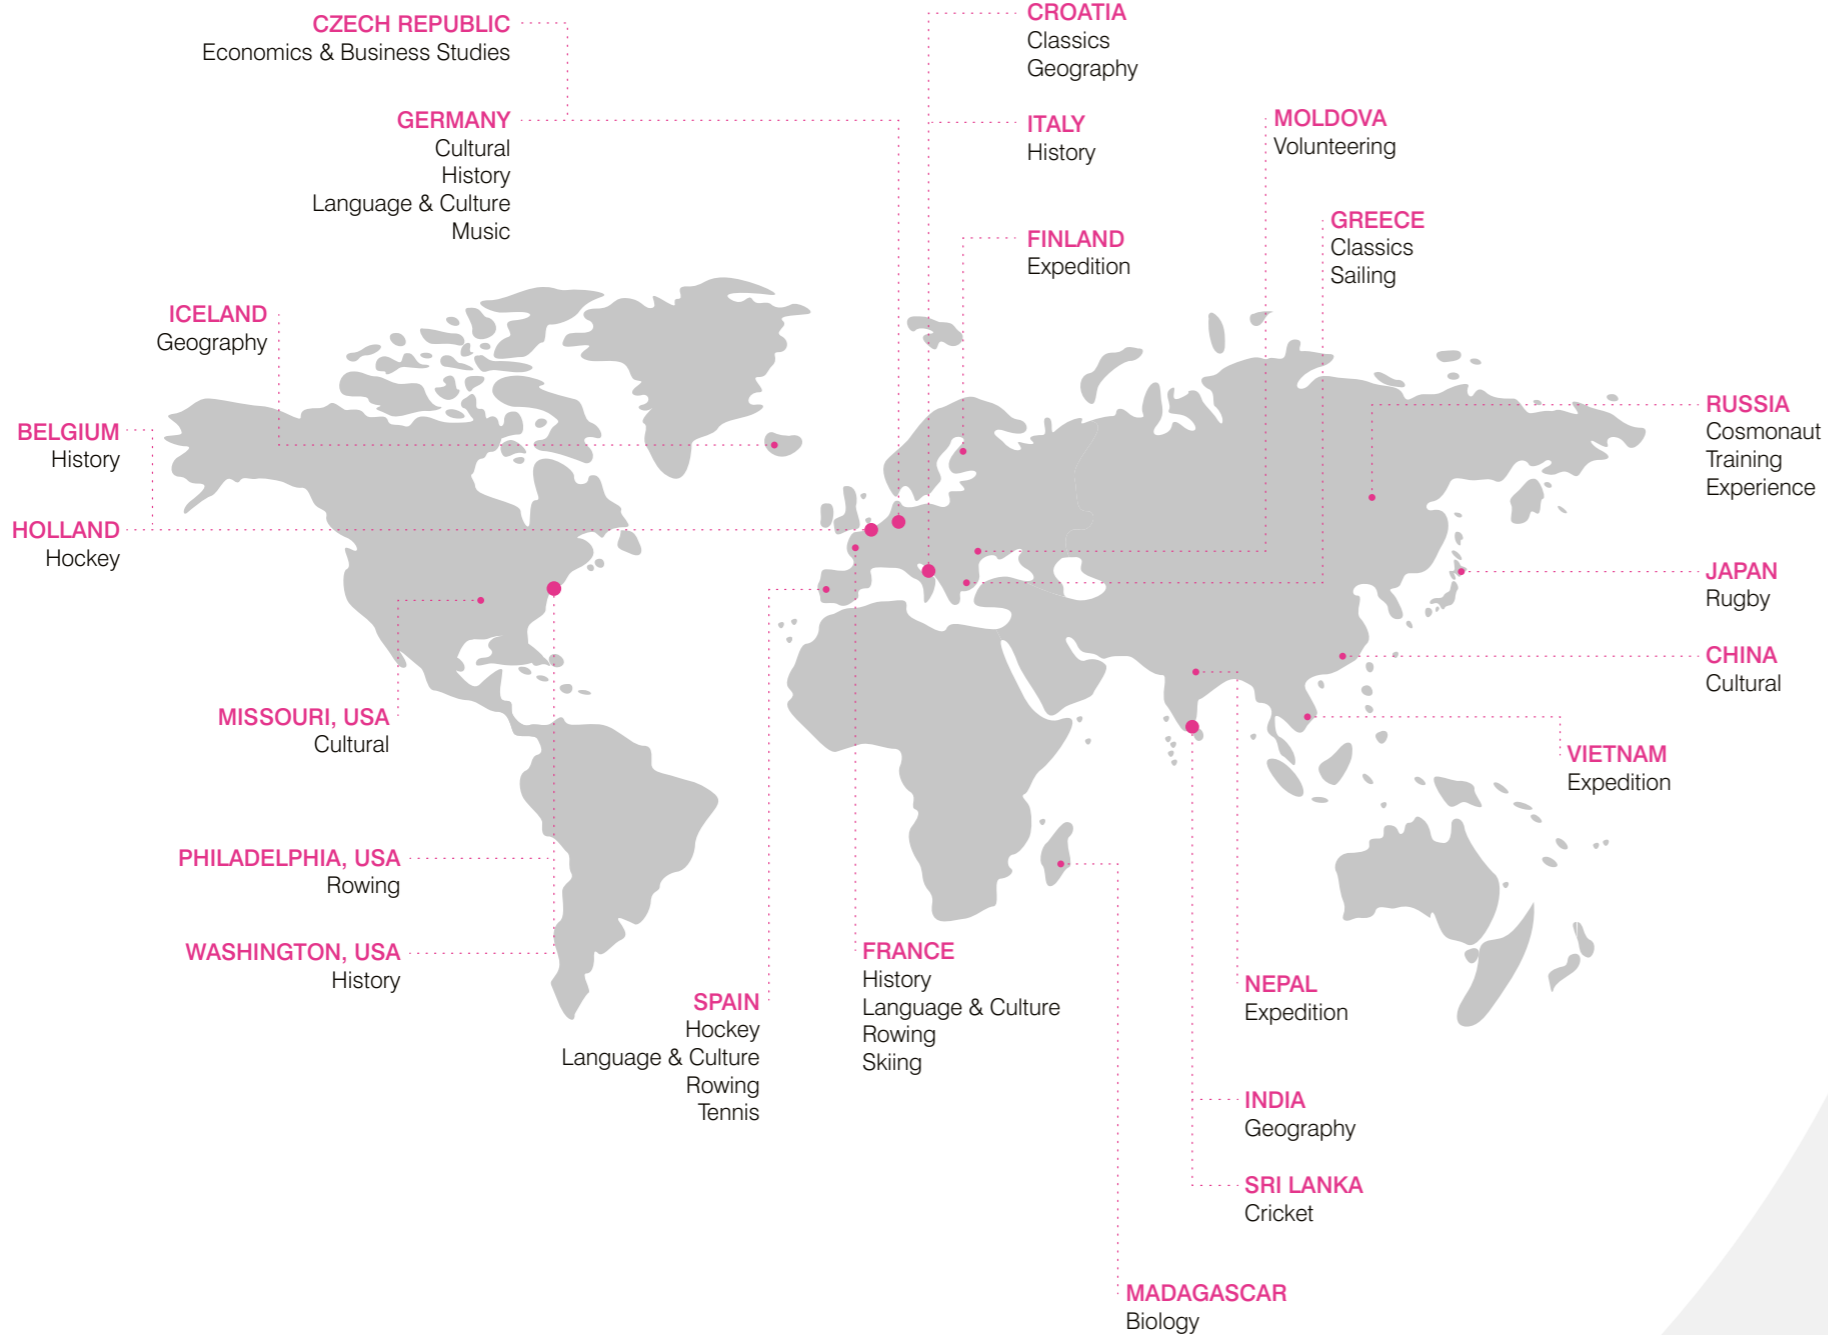 CZECH REPUBLIC
Economics & Business Studies
GERMANY
Cultural
History
Language & Culture
Music
ICELAND
Geography
BELGIUM
History
HOLLAND
Hockey
MISSOURI, USA
Cultural
PHILADELPHIA, USA
Rowing
WASHINGTON, USA
History
SPAIN
Hockey
Language & Culture
Rowing
Tennis
CROATIA
Classics
Geography
ITALY
History
FINLAND
Expedition
MOLDOVA
Volunteering
GREECE
Classics
Sailing
RUSSIA
Cosmonaut
Training
Experience
JAPAN
Rugby
CHINA
Cultural
VIETNAM
Expedition
FRANCE
History
Language & Culture
Rowing
Skiing
NEPAL
Expedition
INDIA
Geography
SRI LANKA
Cricket
MADAGASCAR
Biology